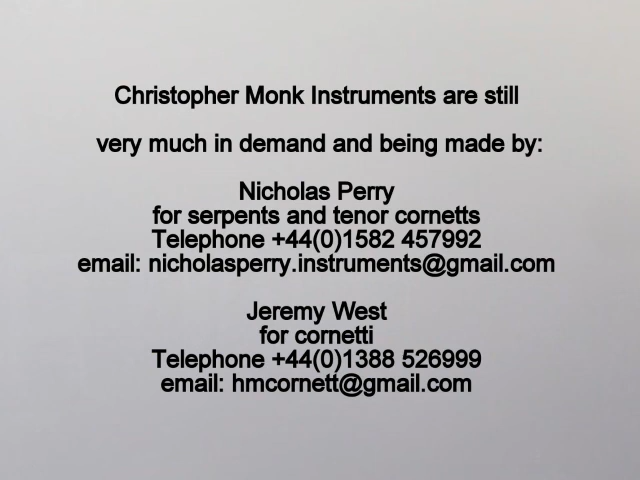 Christopher Monk Instruments are still
very much in demand and being made by:
Nicholas Perry
for serpents and tenor cornetts
Telephone +44(0)1582 457992
email: nicholasperry.instruments@gmail.com
Jeremy West
for cornetti
Telephone +44(0)1388 526999
email: hmcornett@gmail.com